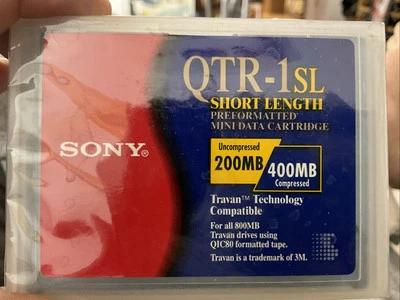 QTR-1SL
SHORT LENGTH
PREFORMATTED
MINI DATA CARTRIDGE
SONY®
Uncompressed
200MB
400MB
Compressed
Travan™ Technology
Compatible
For all 800MB
Travan drives using
QIC80 formatted tape.
Travan is a trademark of 3M.